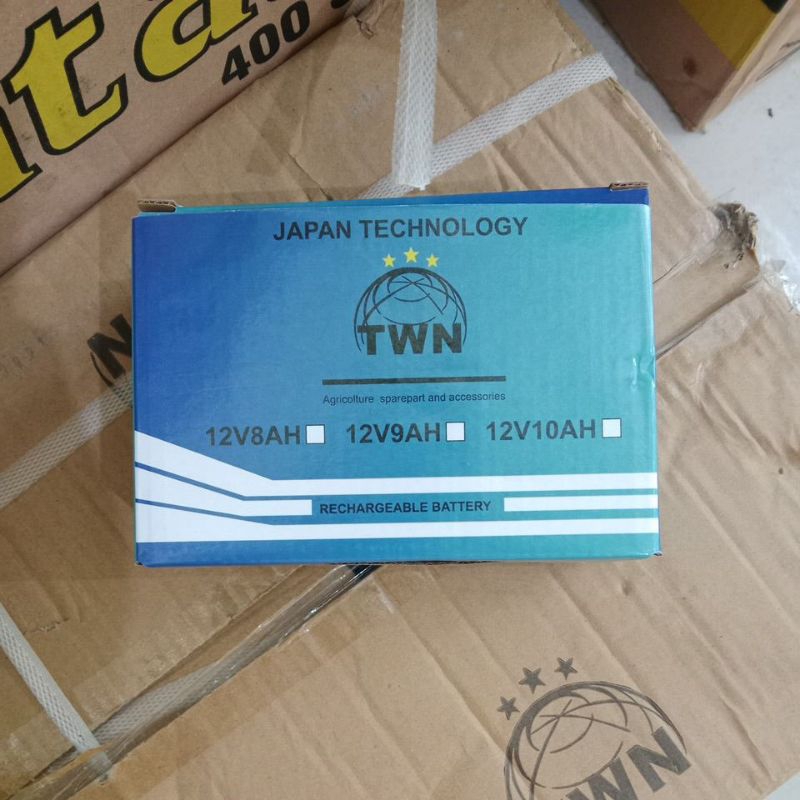 400
JAPAN TECHNOLOGY
TWN
Agricolture sparepart and accessories
12V8AH 12V9AH 12V10AH
RECHARGEABLE BATTERY
TWN